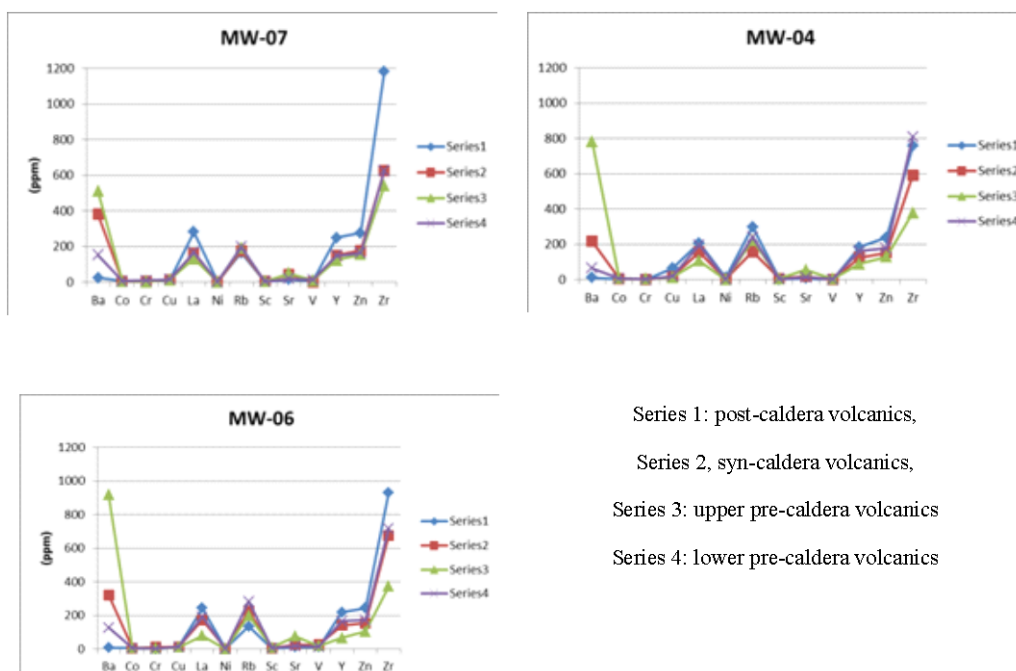 MW-07
1200
1000
800
600
400
200
0
(ppm)
Ba Co Cr Cu La Ni Rb Sc Sr V Y Zn Zr
Series1
Series2
Series3
Series4
MW-04
1200
1000
800
600
400
200
0
Ba Co Cr Cu La Ni Rb Sc Sr V Y Zn Zr
Series1
Series2
Series3
Series4
MW-06
1200
1000
800
600
400
200
0
(ppm)
Ba Co Cr Cu La Ni Rb Sc Sr V Y Zn Zr
Series1
Series2
Series3
Series4
Series 1: post-caldera volcanics,
Series 2, syn-caldera volcanics,
Series 3: upper pre-caldera volcanics
Series 4: lower pre-caldera volcanics